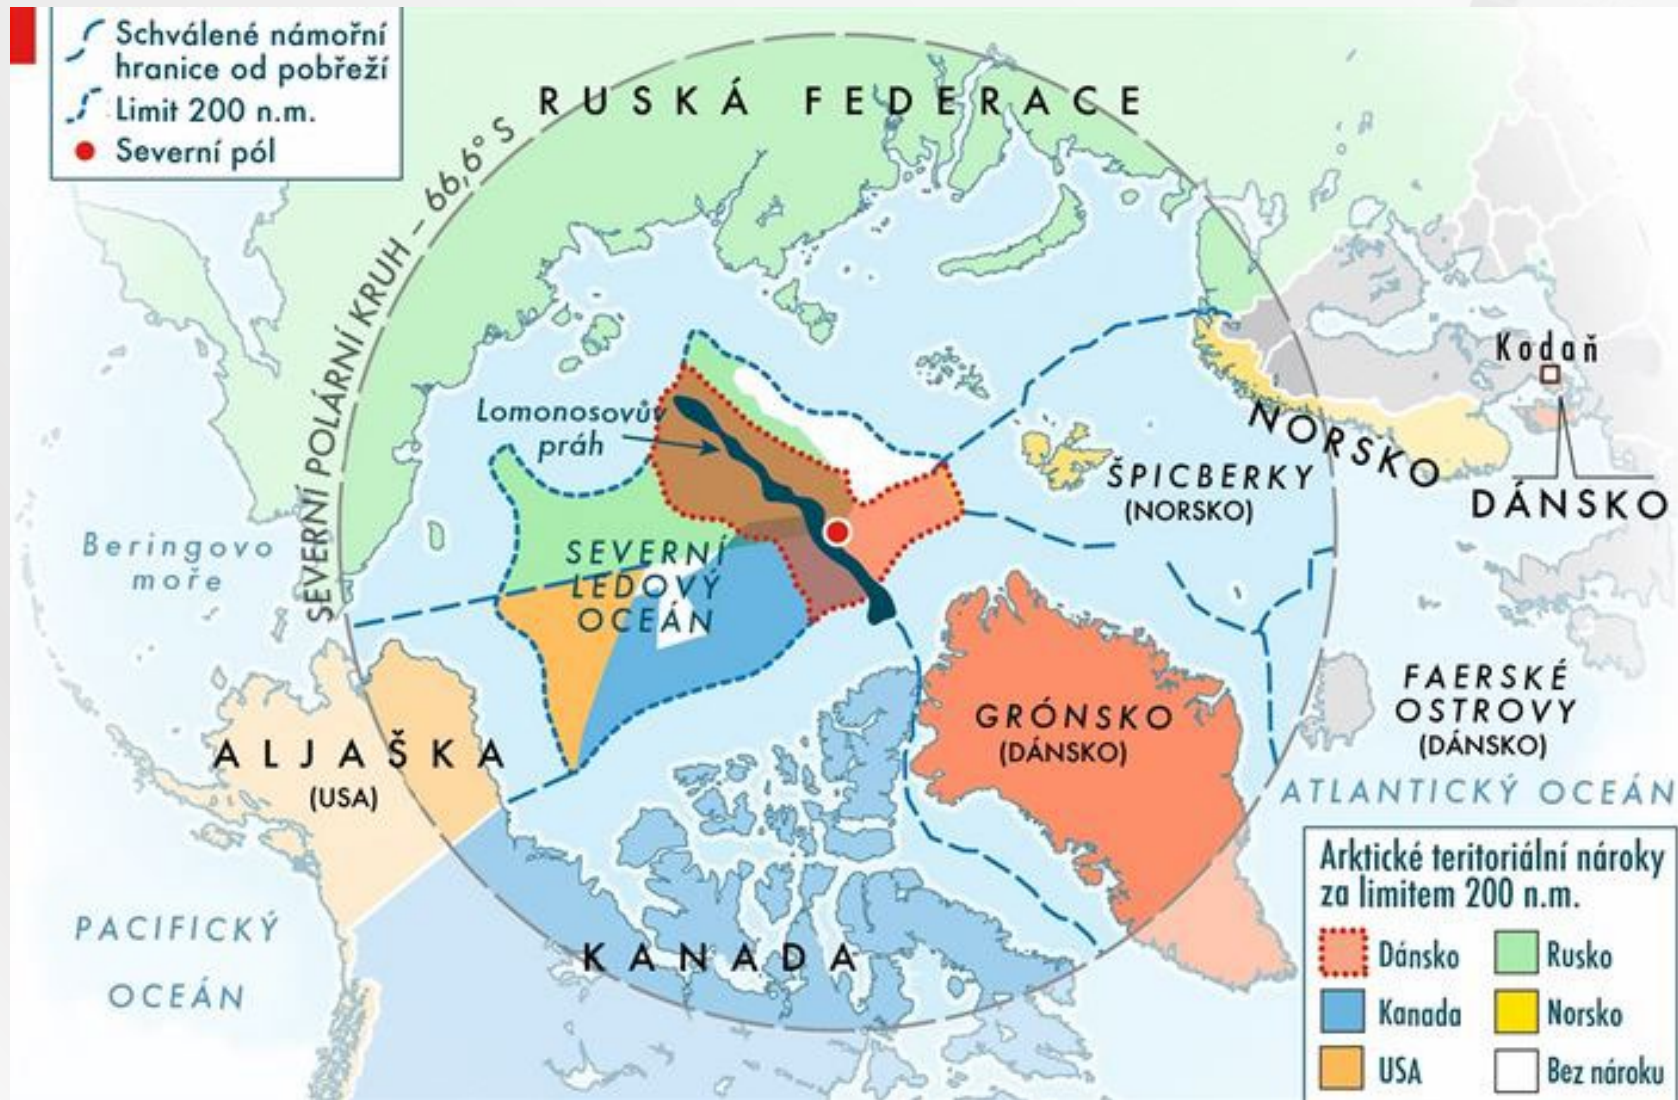 Schválené námořní
hranice od pobřeží
Limit 200 n.m.
Severní pól
RUSKÁ FEDERACE
SEVERNÍ POLÁRNÍ KRUH – 66,6° S
Lomonosovův
práh
Kodaň
NORSKO
ŠPICBERKY
(NORSKO)
DÁNSKO
Beringovo
moře
SEVERNÍ
LEDOVÝ
OCEÁN
ALJAŠKA
(USA)
GRÓNSKO
(DÁNSKO)
FAERSKÉ
OSTROVY
(DÁNSKO)
ATLANTICKÝ OCEÁN
PACIFICKÝ
OCEÁN
KANADA
Arktické teritoriální nároky
za limitem 200 n.m.
Dánsko
Rusko
Kanada
Norsko
USA
Bez nároku